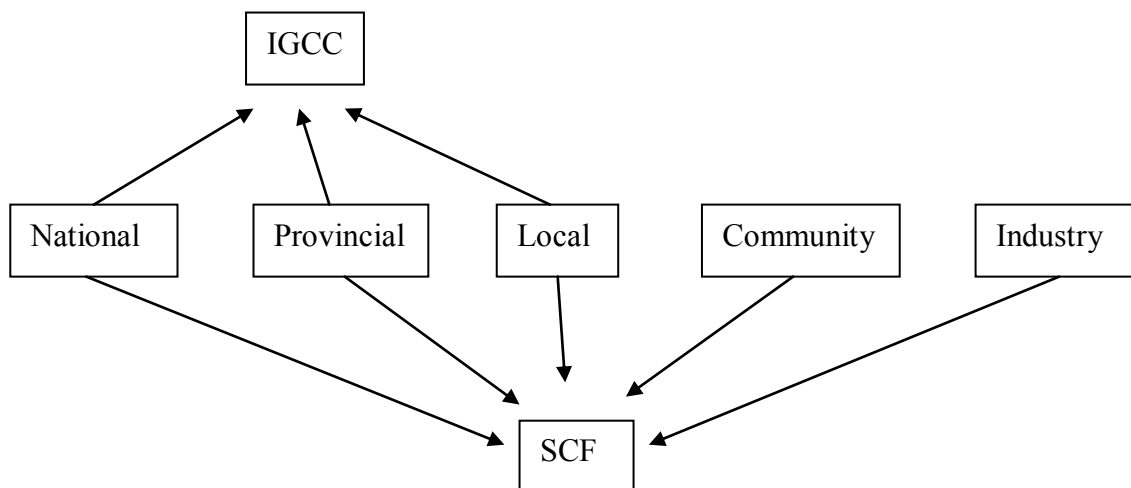 IGCC
National
Provincial
Local
Community
Industry
SCF